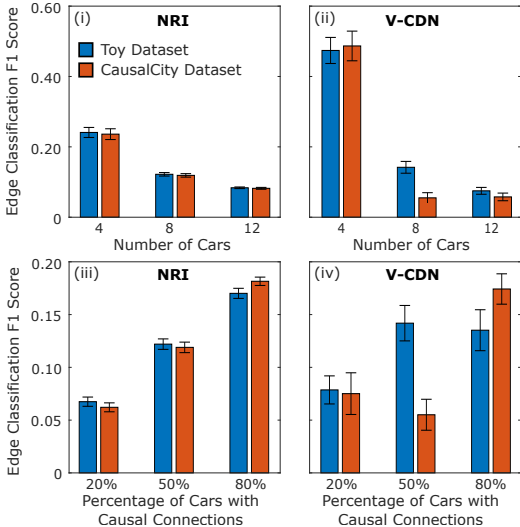 (i) NRI
Toy Dataset
CausalCity Dataset
Edge Classification F1 Score
0.60
0.40
0.20
0
4 8 12
Number of Cars
(ii) V-CDN
4 8 12
Number of Cars
(iii) NRI
Edge Classification F1 Score
0.20
0.15
0.10
0.05
0
20% 50% 80%
Percentage of Cars with
Causal Connections
(iv) V-CDN
20% 50% 80%
Percentage of Cars with
Causal Connections